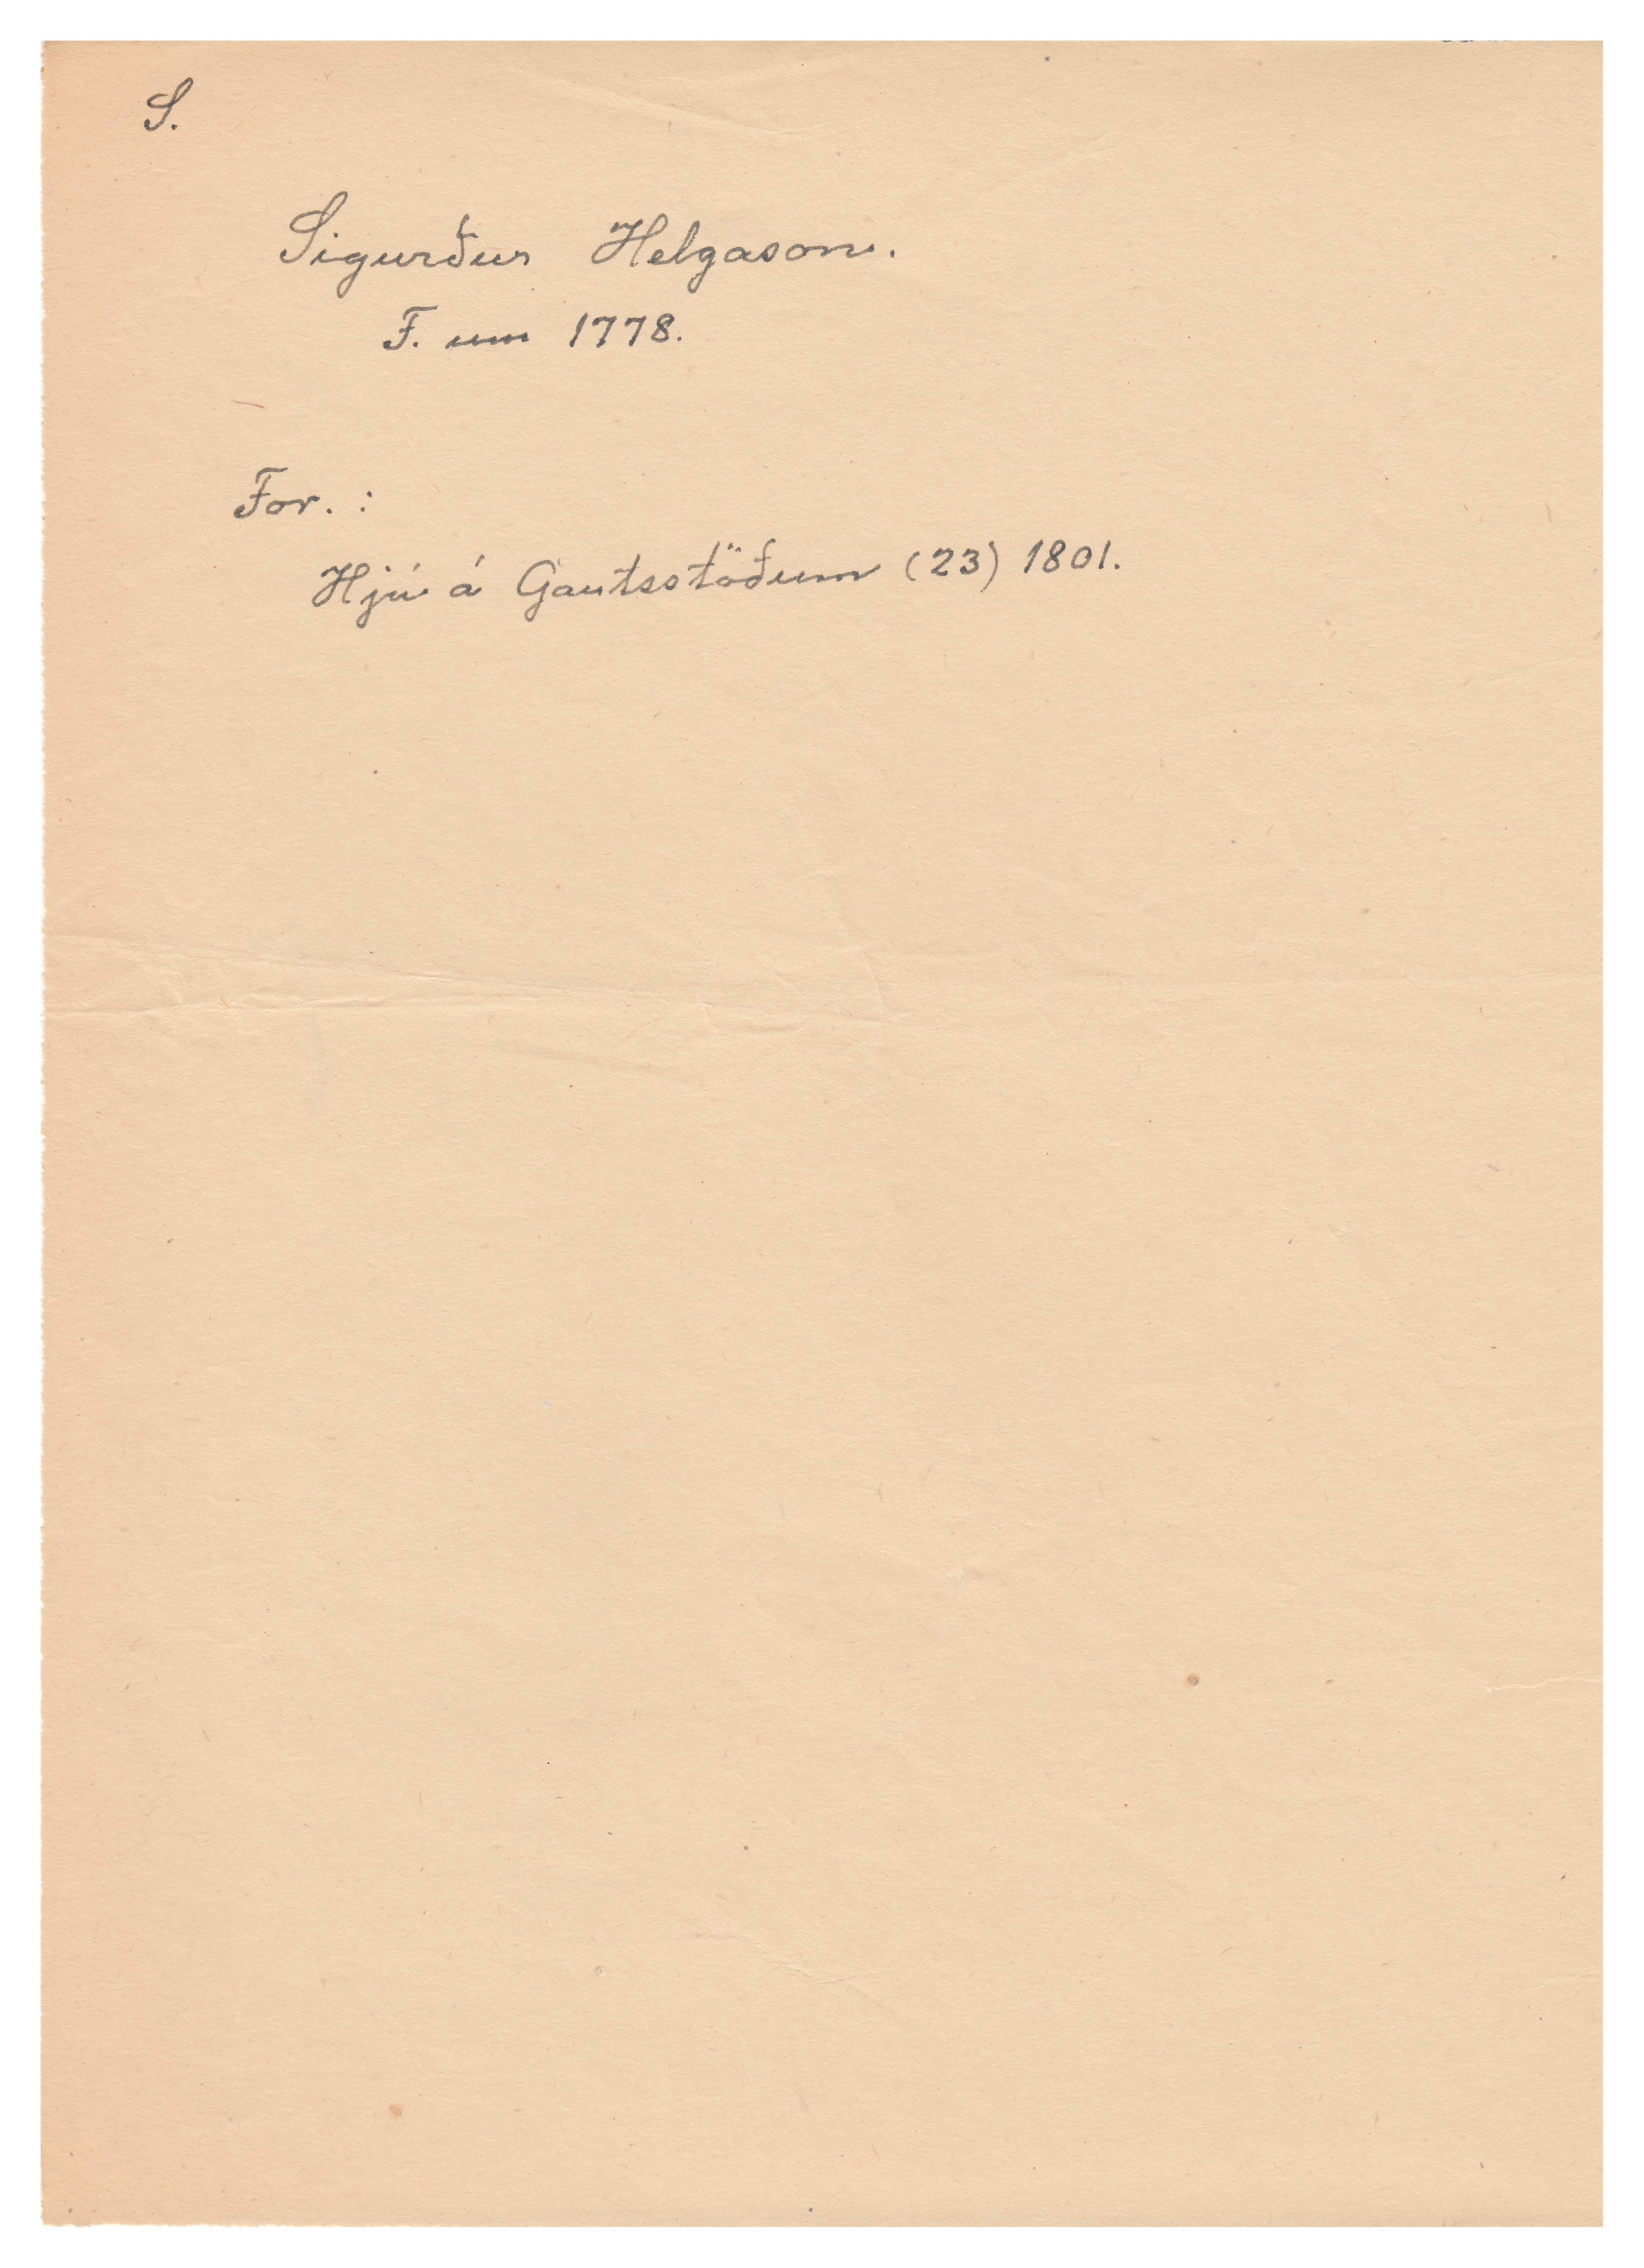 S.
Sigurður Helgason.
F. um 1778.
For. :
Hjú á Gautsstöðum (23) 1801.